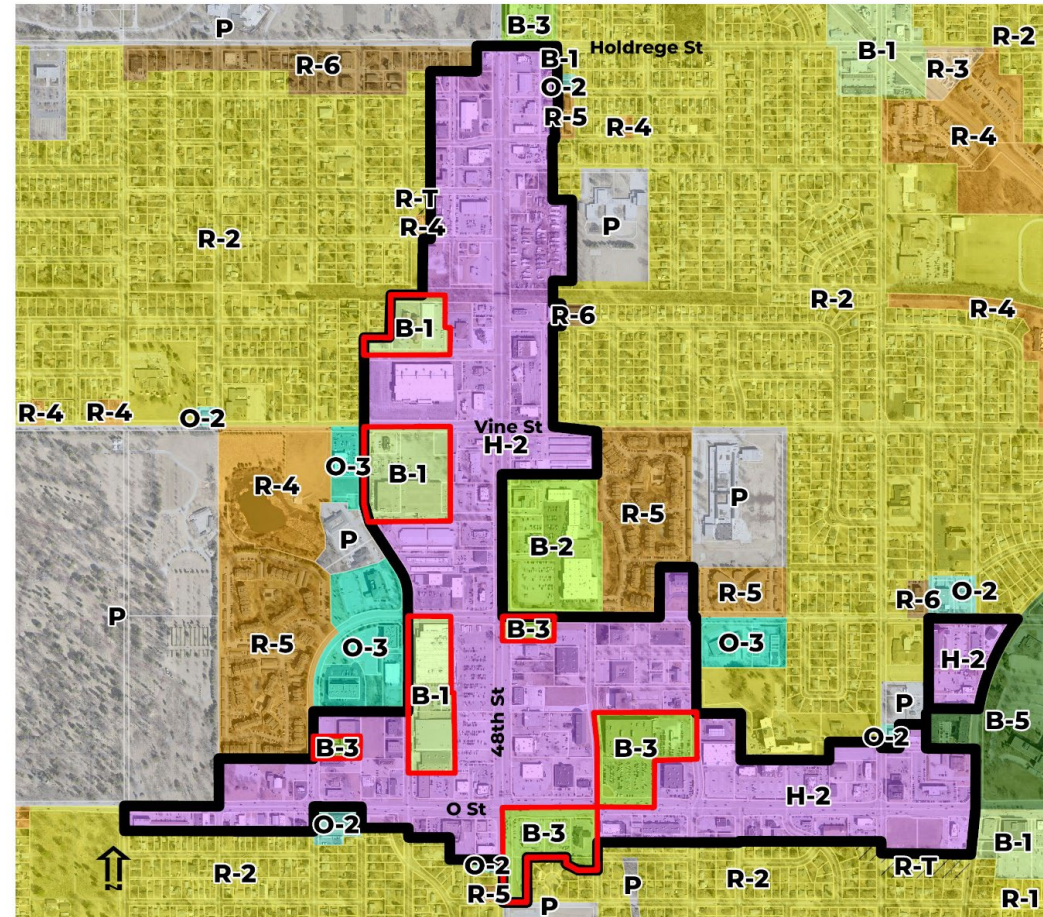 P
B-3
Holdrege St
R-2
B-1
B-1
R-6
O-2
R-3
R-5
R-4
R-4
R-T
R-4
P
R-2
R-2
R-4
B-1
R-6
R-4
R-4
O-2
Vine St
H-2
O-3
B-1
R-4
P
R-5
P
B-2
R-5
R-6
O-2
P
B-3
R-5
O-3
O-3
H-2
B-1
P
B-5
48th St
B-3
B-3
O-2
H-2
O St
B-3
O-2
B-1
O-2
R-T
N
R-2
R-5
P
R-2
R-1
P